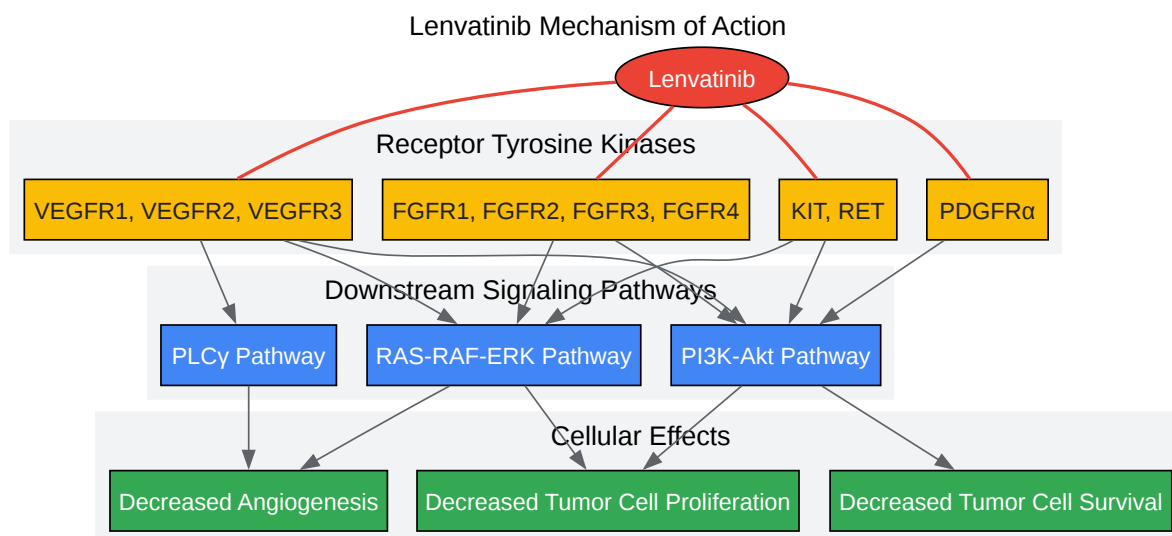 Lenvatinib Mechanism of Action
Lenvatinib
Receptor Tyrosine Kinases
VEGFR1, VEGFR2, VEGFR3
FGFR1, FGFR2, FGFR3, FGFR4
KIT, RET
PDGFRα
Downstream Signaling Pathways
PLCγ Pathway
RAS-RAF-ERK Pathway
PI3K-Akt Pathway
Cellular Effects
Decreased Angiogenesis
Decreased Tumor Cell Proliferation
Decreased Tumor Cell Survival